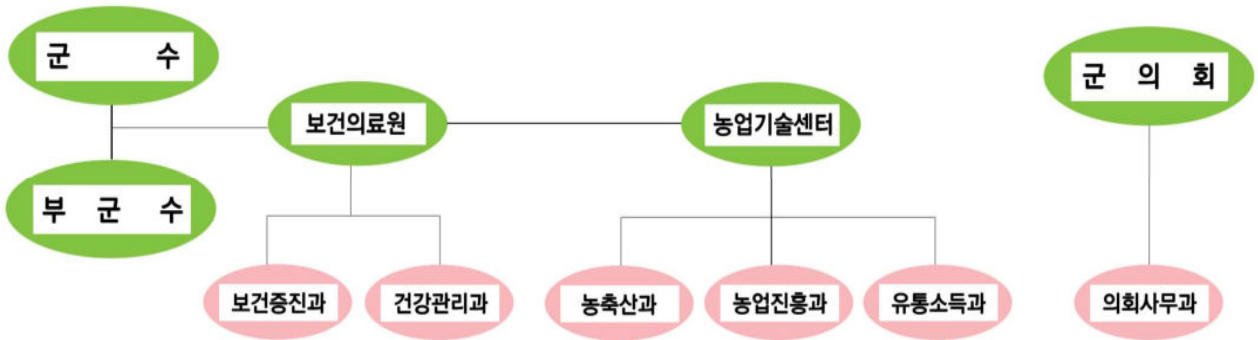 군 수
군 의 회
보건의료원
농업기술센터
부 군 수
보건증진과
건강관리과
농축산과
농업진흥과
유통소득과
의회사무과